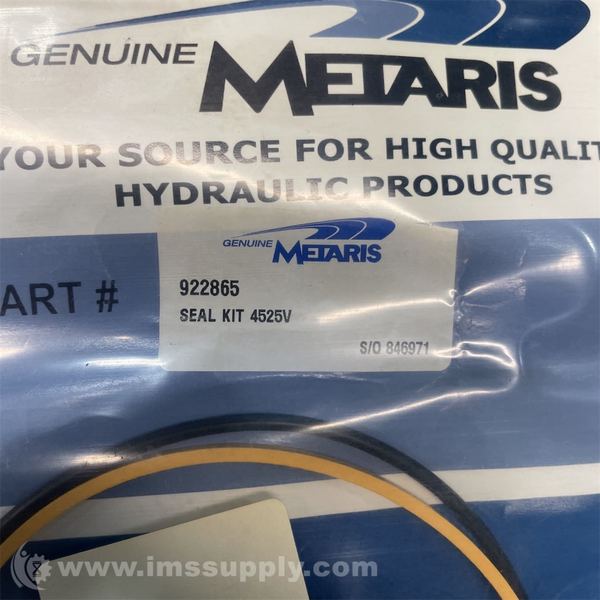 GENUINE METARIS
YOUR SOURCE FOR HIGH QUALIT
HYDRAULIC PRODUCTS
GENUINE METARIS
ART #
922865
SEAL KIT 4525V
S/O 846971
www.imssupply.com